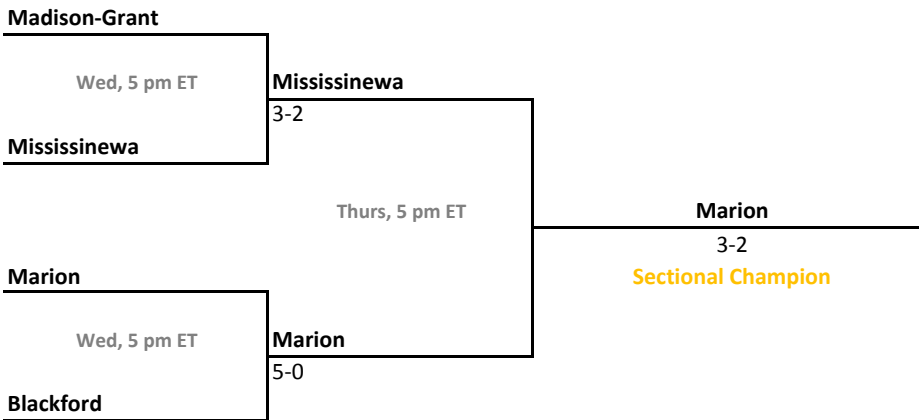 Madison-Grant
Wed, 5 pm ET
Mississinewa
3-2
Mississinewa
Thurs, 5 pm ET
Marion
3-2
Sectional Champion
Marion
Wed, 5 pm ET
Marion
5-0
Blackford